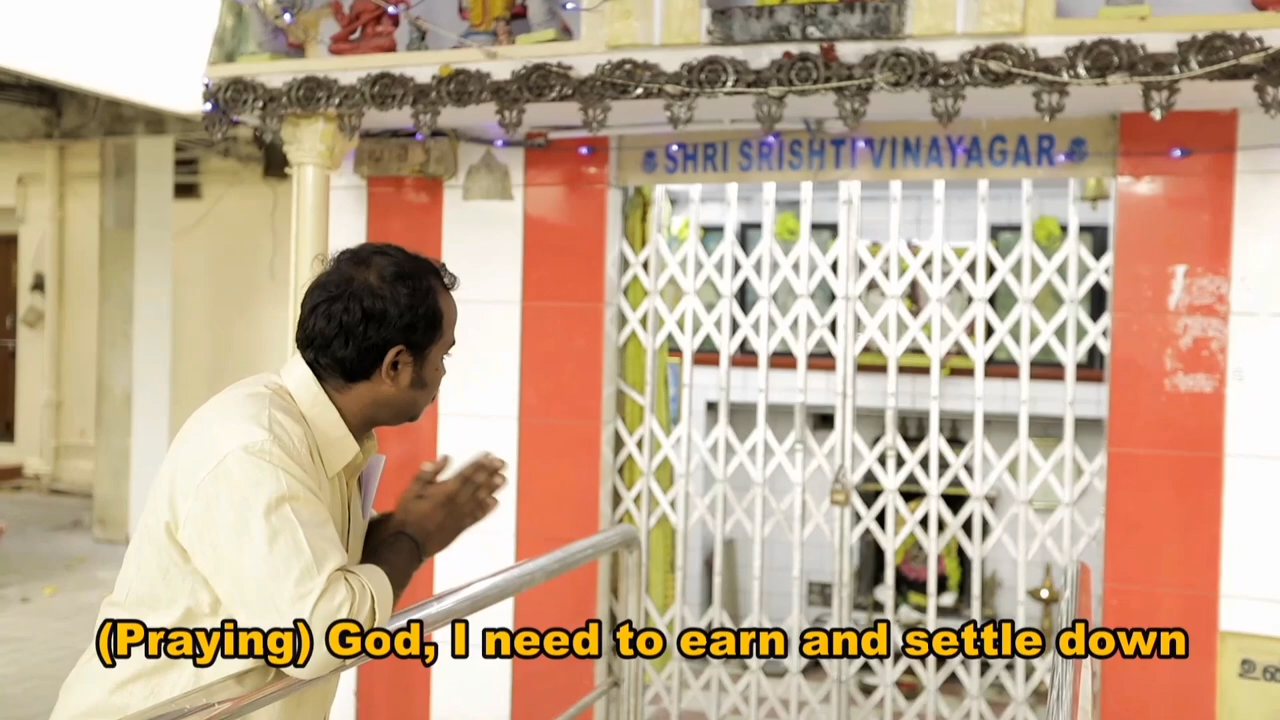 SHRI SRISHTI VINAYAGAR
(Praying) God, I need to earn and settle down